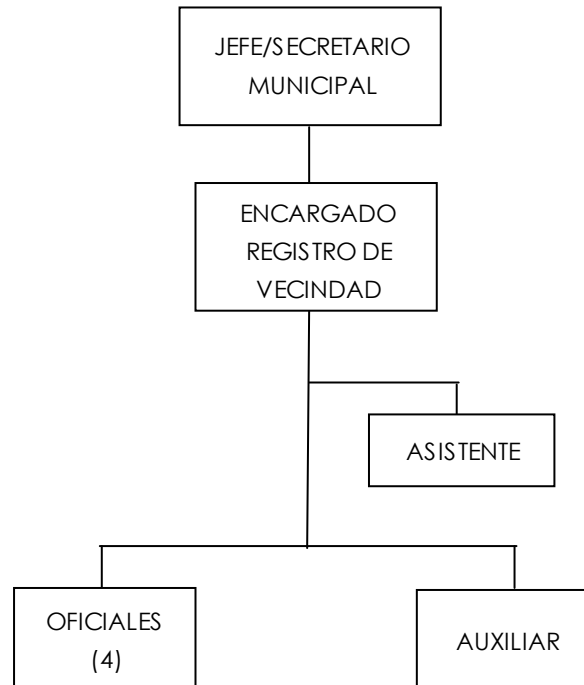 JEFE/SECRETARIO
MUNICIPAL
ENCARGADO
REGISTRO DE
VECINDAD
ASISTENTE
OFICIALES
(4)
AUXILIAR